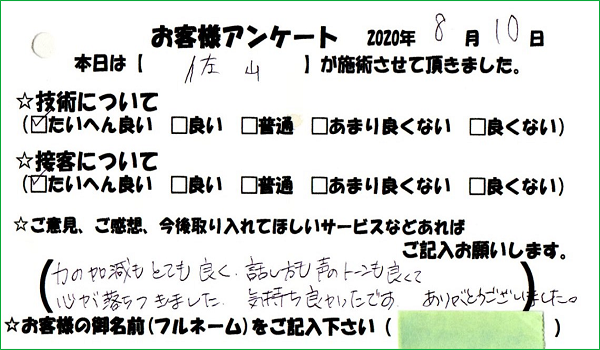 お客様アンケート 2020年 8 月 10 日
本日は【 佐山 】が施術させて頂きました。
☆技術について
(☑たいへん良い □良い □普通 □あまり良くない □良くない)
☆接客について
(☑たいへん良い □良い □普通 □あまり良くない □良くない)
☆ご意見、ご感想、今後取り入れてほしいサービスなどあれば
ご記入お願いします。
(力の加減もとても良く、話し方も声のトーンも良くて
心が落ちつきました。気持ち良かったです。ありがとうございました。)
☆お客様の御名前(フルネーム)をご記入下さい( )